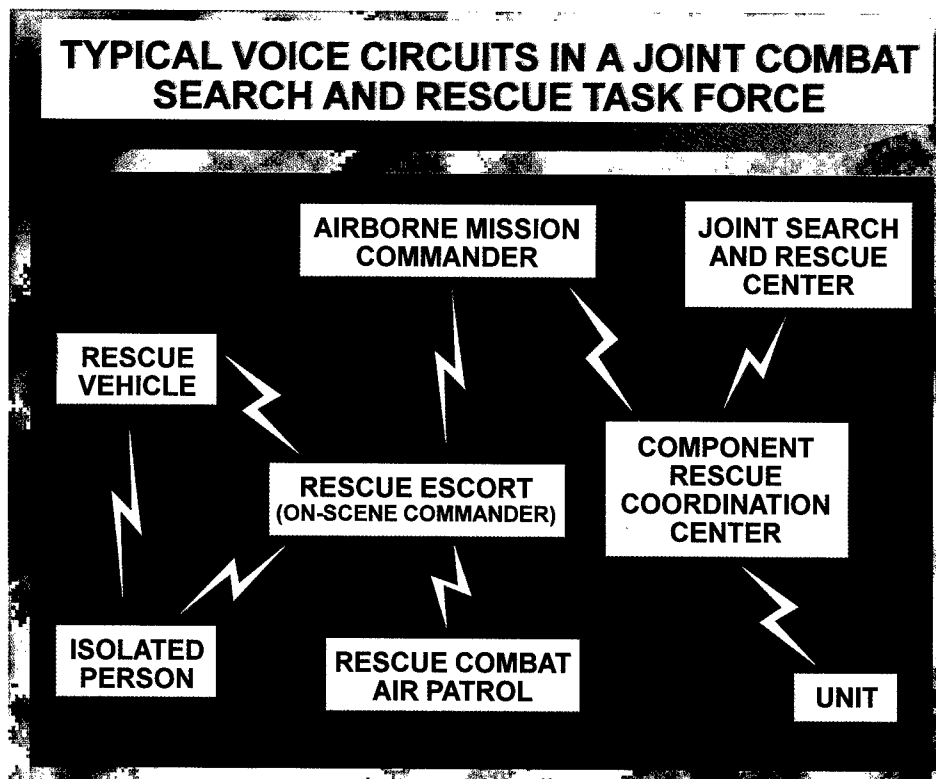 TYPICAL VOICE CIRCUITS IN A JOINT COMBAT
SEARCH AND RESCUE TASK FORCE
AIRBORNE MISSION
COMMANDER
JOINT SEARCH
AND RESCUE
CENTER
RESCUE
VEHICLE
COMPONENT
RESCUE
COORDINATION
CENTER
RESCUE ESCORT
(ON-SCENE COMMANDER)
ISOLATED
PERSON
RESCUE COMBAT
AIR PATROL
UNIT